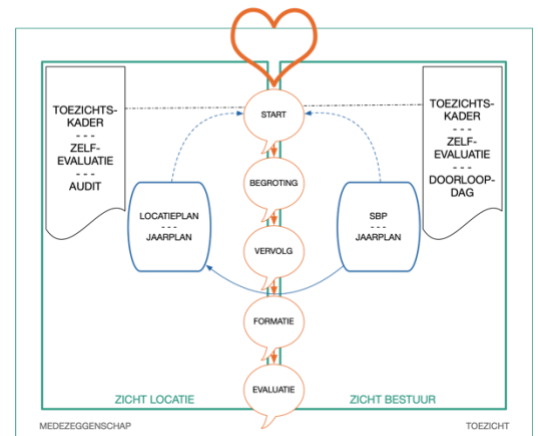 TOEZICHTS-
KADER
- - -
ZELF-
EVALUATIE
- - -
AUDIT
START
TOEZICHTS-
KADER
- - -
ZELF-
EVALUATIE
- - -
DOORLOOP-
DAG
BEGROTING
LOCATIEPLAN
- - -
JAARPLAN
SBP
- - -
JAARPLAN
VERVOLG
FORMATIE
EVALUATIE
ZICHT LOCATIE
ZICHT BESTUUR
MEDEZEGGENSCHAP
TOEZICHT